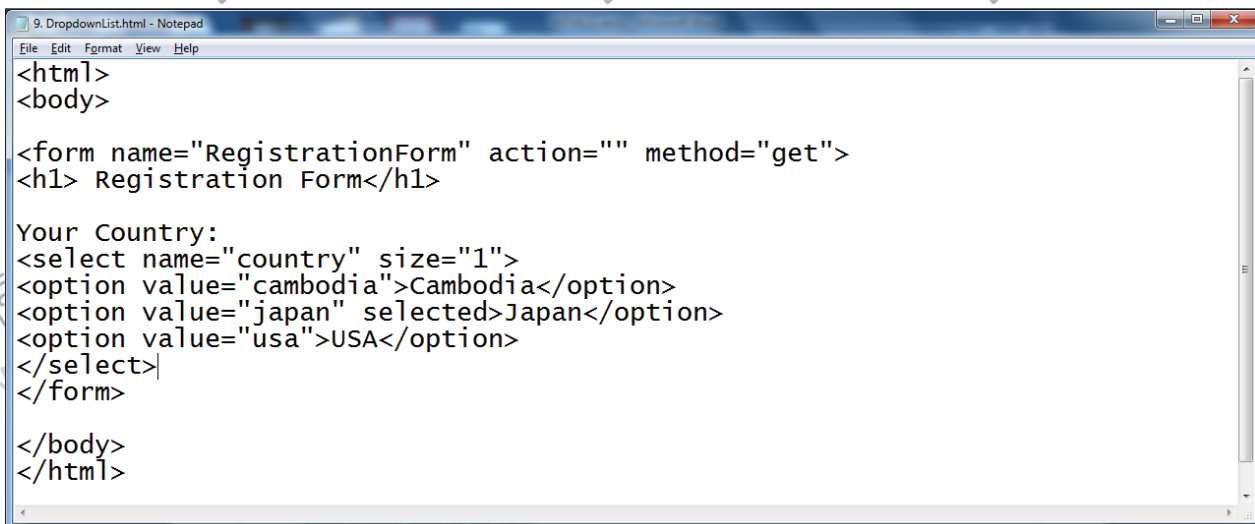 9. DropdownList.html - Notepad
File Edit Format View Help
<html>
<body>
<form name="RegistrationForm" action="" method="get">
<h1> Registration Form</h1>
Your Country:
<select name="country" size="1">
<option value="cambodia">Cambodia</option>
<option value="japan" selected>Japan</option>
<option value="usa">USA</option>
</select>
</form>
</body>
</html>